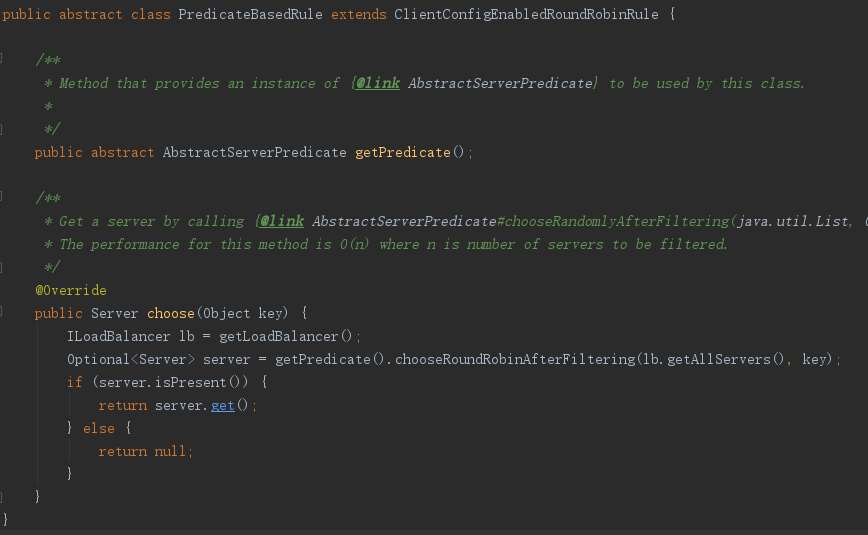 public abstract class PredicateBasedRule extends ClientConfigEnabledRoundRobinRule {
/**
* Method that provides an instance of {@link AbstractServerPredicate} to be used by this class.
*
*/
public abstract AbstractServerPredicate getPredicate();
/**
* Get a server by calling {@link AbstractServerPredicate#chooseRandomlyAfterFiltering(java.util.List,
* The performance for this method is O(n) where n is number of servers to be filtered.
*/
@Override
public Server choose(Object key) {
ILoadBalancer lb = getLoadBalancer();
Optional<Server> server = getPredicate().chooseRoundRobinAfterFiltering(lb.getAllServers(), key);
if (server.isPresent()) {
return server.get();
} else {
return null;
}
}
}